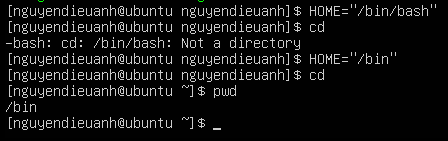 [nguyendieuanh@ubuntu nguyendieuanh]$ HOME="/bin/bash"
[nguyendieuanh@ubuntu nguyendieuanh]$ cd
-bash: cd: /bin/bash: Not a directory
[nguyendieuanh@ubuntu nguyendieuanh]$ HOME="/bin"
[nguyendieuanh@ubuntu nguyendieuanh]$ cd
[nguyendieuanh@ubuntu ~]$ pwd
/bin
[nguyendieuanh@ubuntu ~]$ _